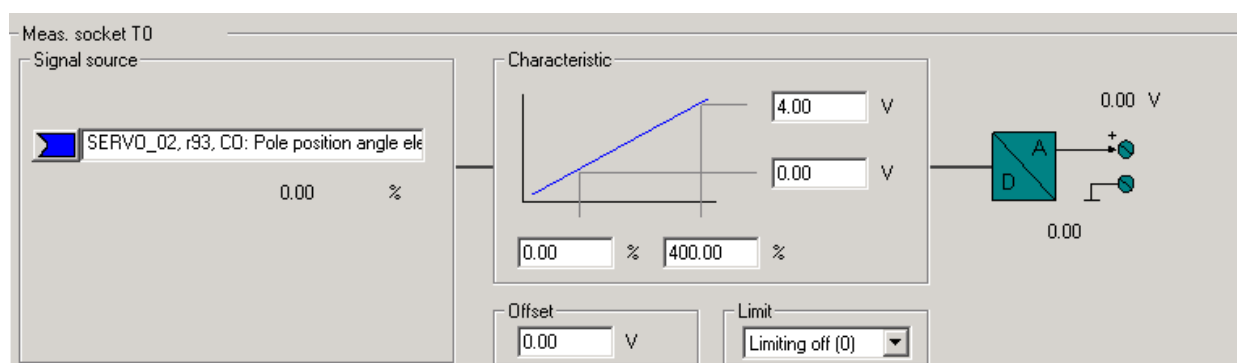 Meas. socket T0
Signal source
SERVO_02, r93, CO: Pole position angle ele
0.00 %
Characteristic
4.00 V
0.00 V
0.00 % 400.00 %
0.00 V
A
D
+
0.00
Offset
0.00 V
Limit
Limiting off (0)